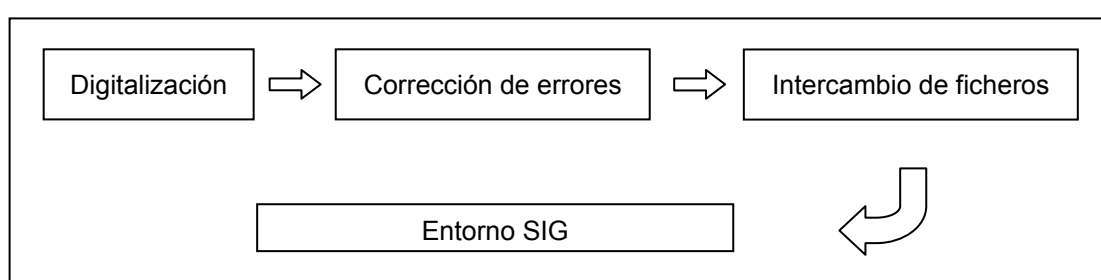 Digitalización
Corrección de errores
Intercambio de ficheros
Entorno SIG